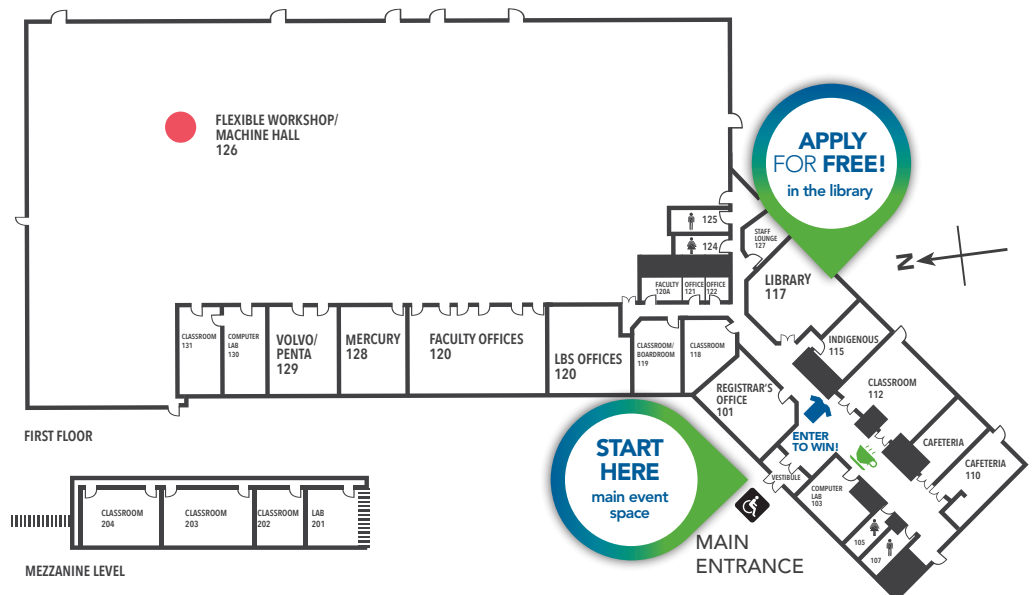 FLEXIBLE WORKSHOP/
MACHINE HALL
126
APPLY
FOR FREE!
in the library
125
124
STAFF
LOUNGE
127
N
FACULTY
120A
OFFICE
121
OFFICE
122
LIBRARY
117
CLASSROOM
131
COMPUTER
LAB
130
VOLVO/
PENTA
129
MERCURY
128
FACULTY OFFICES
120
LBS OFFICES
120
CLASSROOM/
BOARDROOM
119
CLASSROOM
118
INDIGENOUS
115
REGISTRAR'S
OFFICE
101
CLASSROOM
112
ENTER
TO WIN!
CAFETERIA
CAFETERIA
110
FIRST FLOOR
START
HERE
main event
space
VESTIBULE
COMPUTER
LAB
103
105
107
MAIN
ENTRANCE
CLASSROOM
204
CLASSROOM
203
CLASSROOM
202
LAB
201
MEZZANINE LEVEL